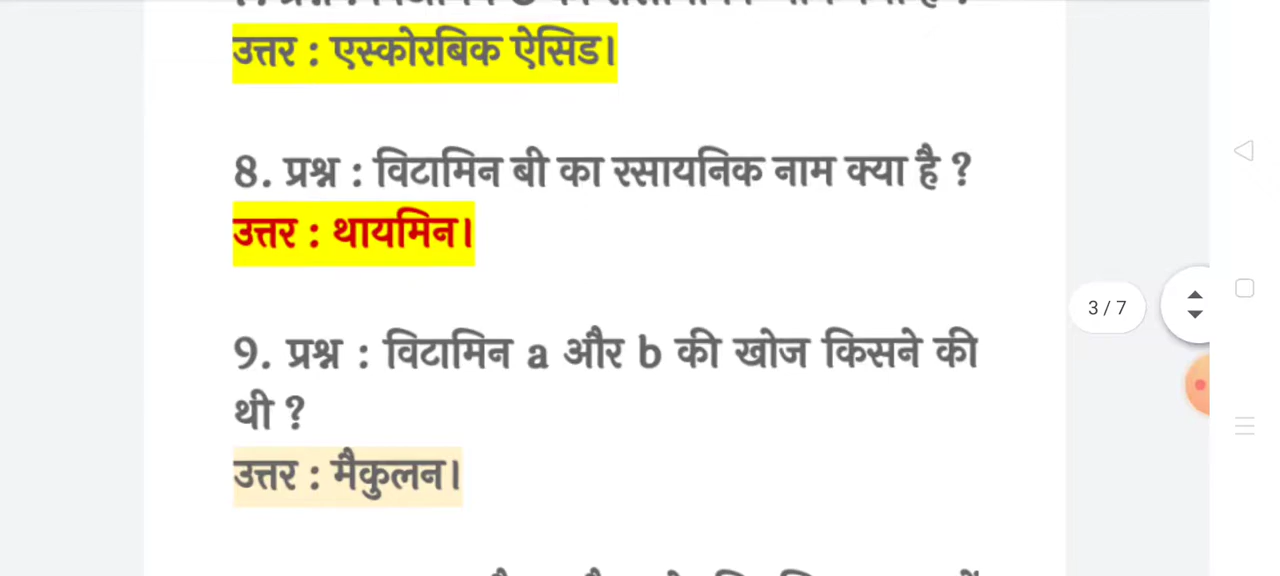 उत्तर : एस्कोरबिक ऐसिड।
8. प्रश्न : विटामिन बी का रसायनिक नाम क्या है ?
उत्तर : थायमिन।
9. प्रश्न : विटामिन a और b की खोज किसने की
थी ?
उत्तर : मैकुलन।
3 / 7